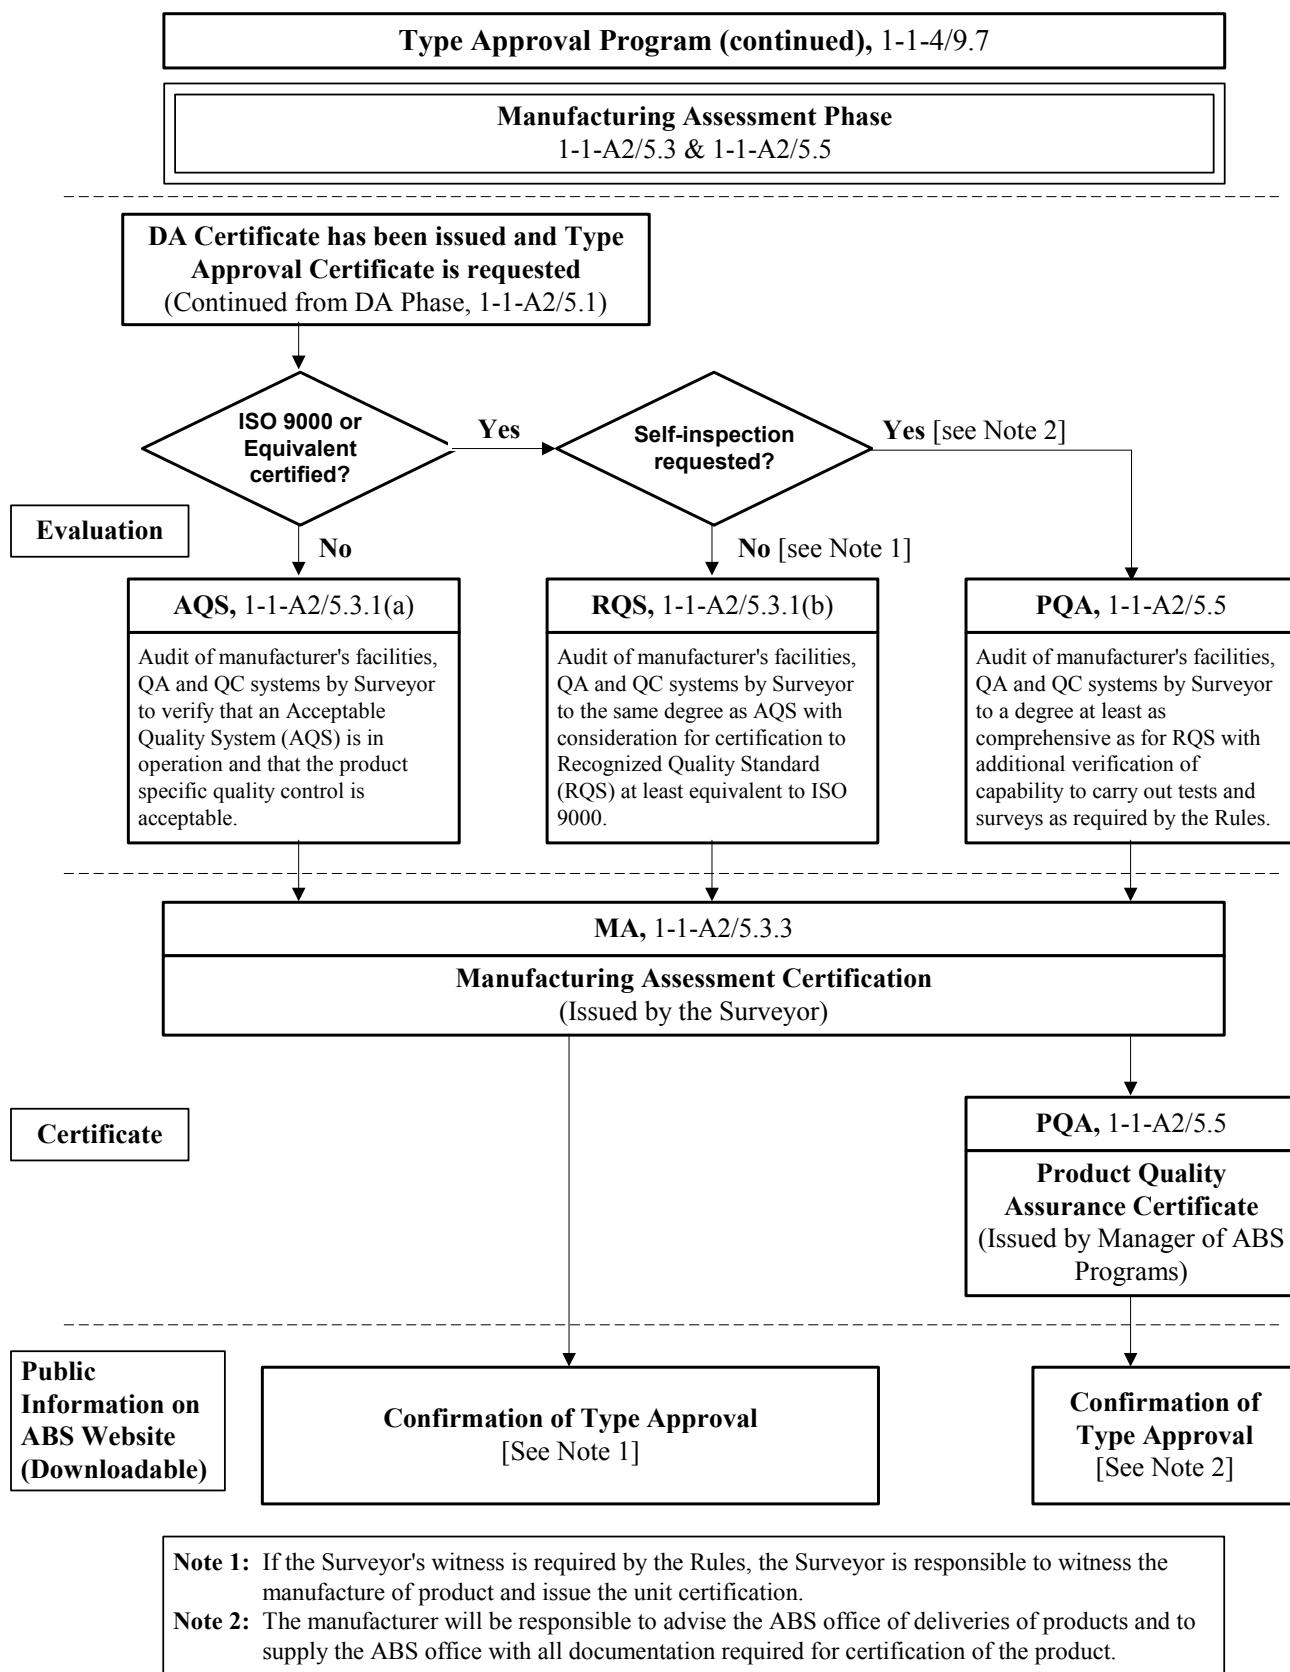 Type Approval Program (continued), 1-1-4/9.7
Manufacturing Assessment Phase
1-1-A2/5.3 & 1-1-A2/5.5
DA Certificate has been issued and Type
Approval Certificate is requested
(Continued from DA Phase, 1-1-A2/5.1)
ISO 9000 or
Equivalent
certified?
Yes
Self-inspection
requested?
Yes [see Note 2]
Evaluation
No
No [see Note 1]
AQS, 1-1-A2/5.3.1(a)
Audit of manufacturer's facilities,
QA and QC systems by Surveyor
to verify that an Acceptable
Quality System (AQS) is in
operation and that the product
specific quality control is
acceptable.
RQS, 1-1-A2/5.3.1(b)
Audit of manufacturer's facilities,
QA and QC systems by Surveyor
to the same degree as AQS with
consideration for certification to
Recognized Quality Standard
(RQS) at least equivalent to ISO
9000.
PQA, 1-1-A2/5.5
Audit of manufacturer's facilities,
QA and QC systems by Surveyor
to a degree at least as
comprehensive as for RQS with
additional verification of
capability to carry out tests and
surveys as required by the Rules.
MA, 1-1-A2/5.3.3
Manufacturing Assessment Certification
(Issued by the Surveyor)
Certificate
PQA, 1-1-A2/5.5
Product Quality
Assurance Certificate
(Issued by Manager of ABS
Programs)
Public
Information on
ABS Website
(Downloadable)
Confirmation of Type Approval
[See Note 1]
Confirmation of
Type Approval
[See Note 2]
Note 1: If the Surveyor's witness is required by the Rules, the Surveyor is responsible to witness the
manufacture of product and issue the unit certification.
Note 2: The manufacturer will be responsible to advise the ABS office of deliveries of products and to
supply the ABS office with all documentation required for certification of the product.